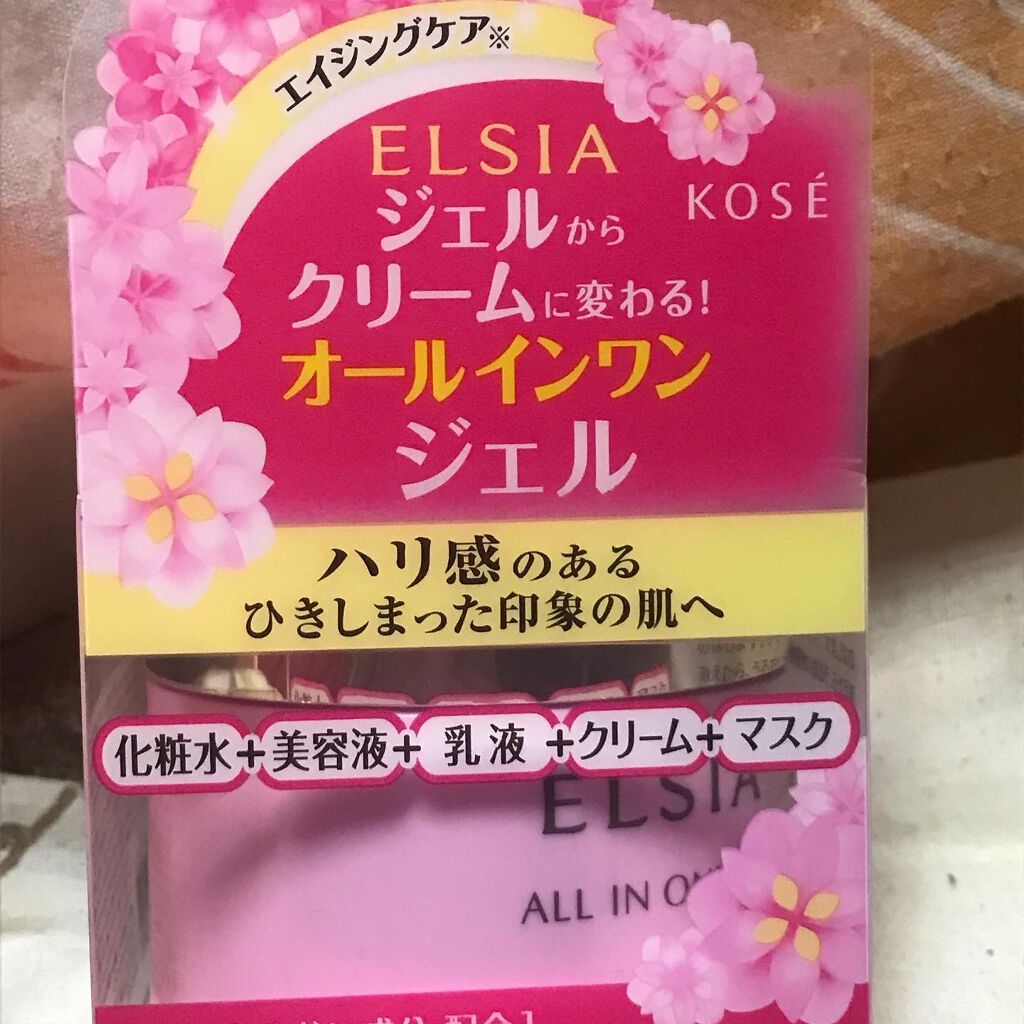 エイジングケア※
ELSIA
KOSÉ
ジェルから
クリームに変わる!
オールインワン
ジェル
ハリ感のある
ひきしまった印象の肌へ
化粧水+美容液+乳液+クリーム+マスク
ELSIA
ALL IN
配合]